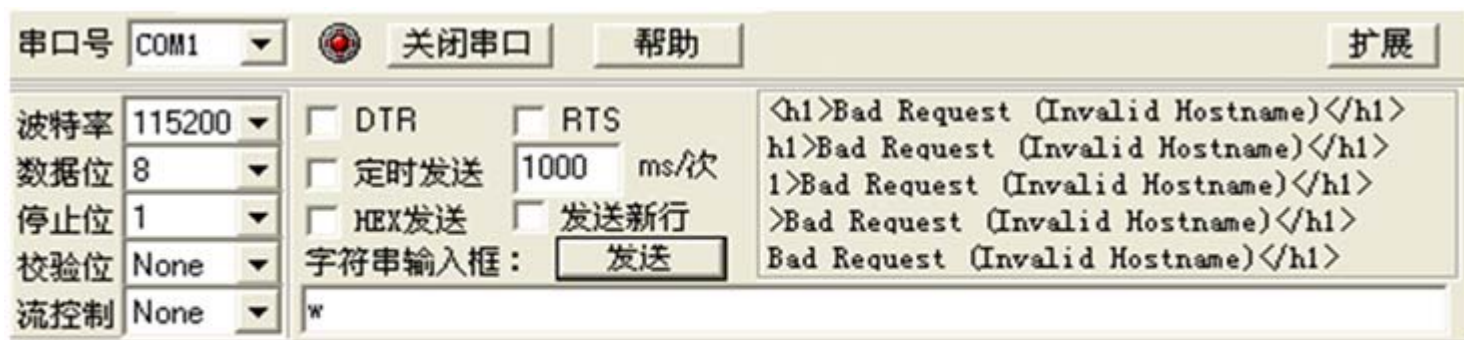 串口号 COM1 关闭串口 帮助 扩展
波特率 115200
数据位 8
停止位 1
校验位 None
流控制 None
DTR RTS
定时发送 1000 ms/次
HEX发送 发送新行
字符串输入框： 发送
w
<h1>Bad Request (Invalid Hostname)</h1>
h1>Bad Request (Invalid Hostname)</h1>
1>Bad Request (Invalid Hostname)</h1>
>Bad Request (Invalid Hostname)</h1>
Bad Request (Invalid Hostname)</h1>